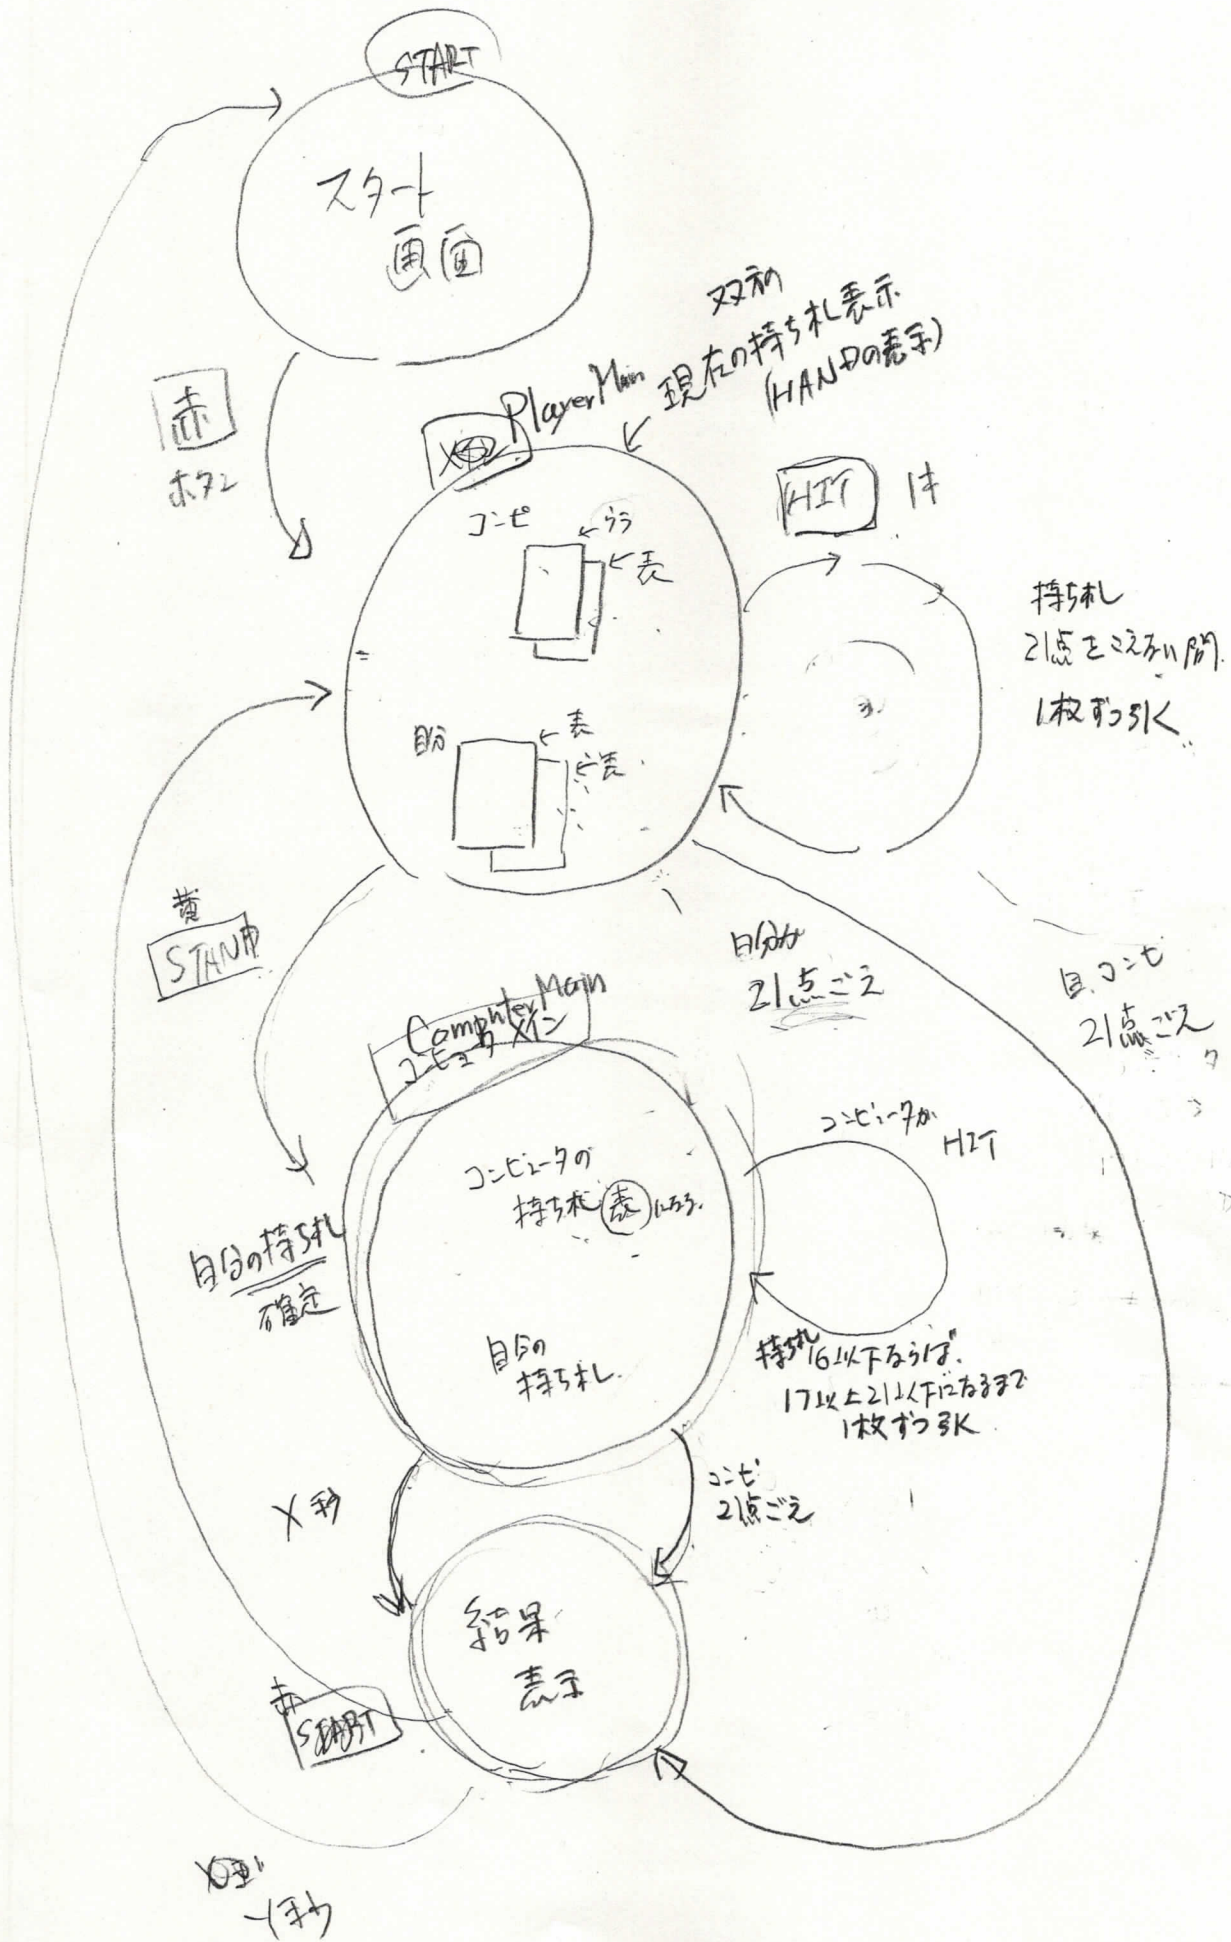 START
スタート
画面
赤
ボタン
双方の
現在の持ち札表示
(HANDの表示)
PlayerMain
HIT
コンピ
ウラ
表
持ち札
21点をこえない間
1枚ずつ引く
自分
表
表
黄
STAND
自分が
21点ごえ
コンピ
21点ごえ
ComputerMain
コンピュータメイン
コンピュータが
HIT
コンピュータの
持ち札 表 になる.
自分の持ち札
確定
自分の
持ち札.
持ち札 16以下ならば.
17以上21以下になるまで
1枚ずつ引く
X秒
コンピ
21点ごえ
結果
表示
赤
START
Y秒